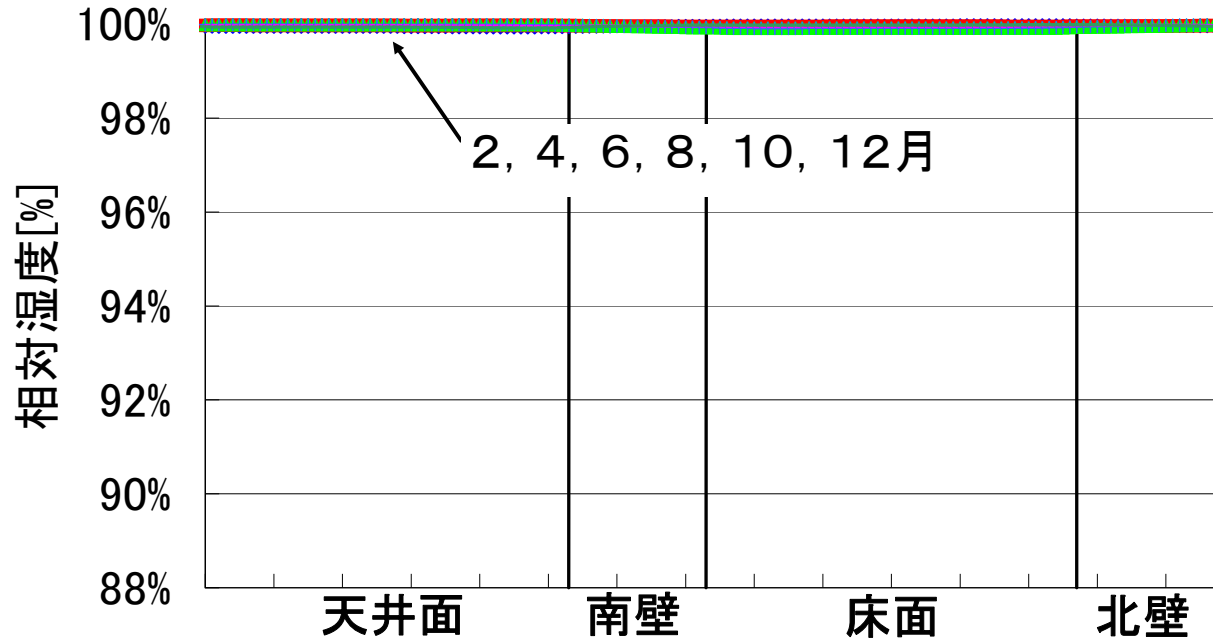 100%
98%
2, 4, 6, 8, 10, 12月
96%
94%
92%
90%
88%
相対湿度[%]
天井面 南壁 床面 北壁